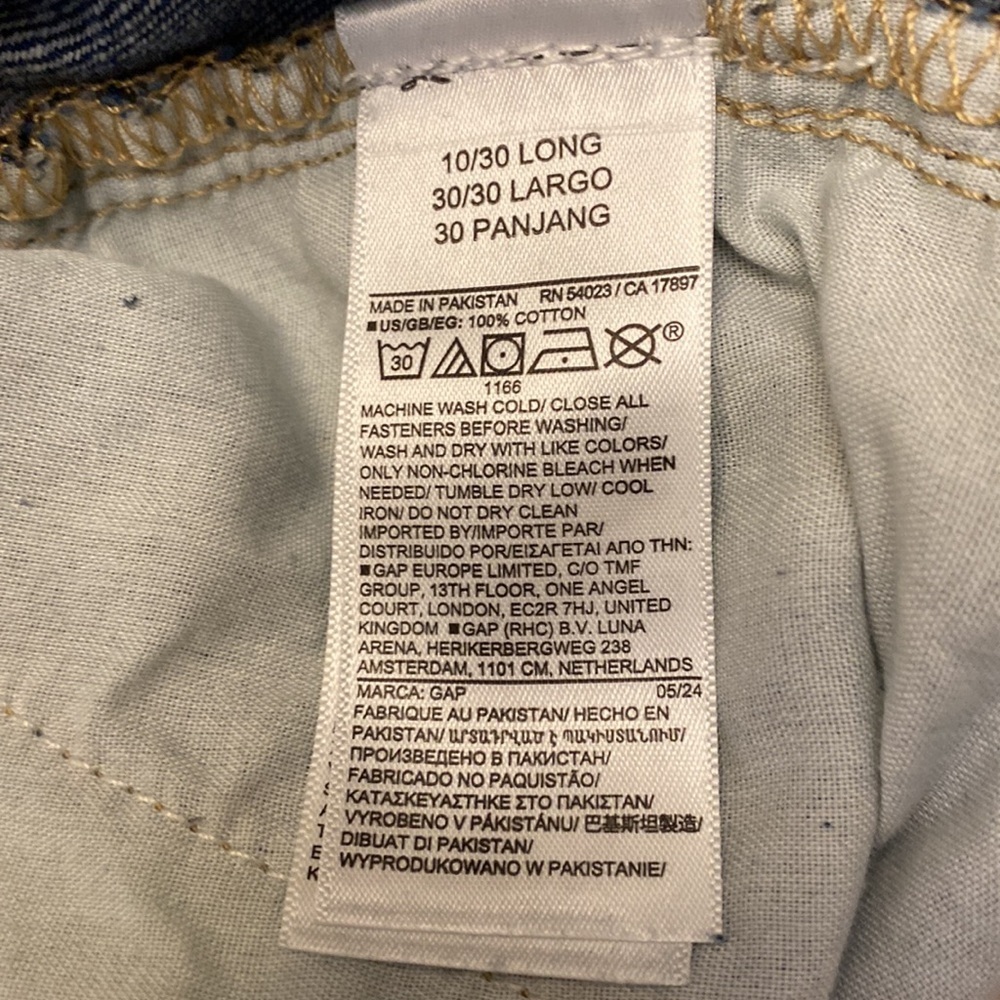 10/30 LONG
30/30 LARGO
30 PANJANG
MADE IN PAKISTAN RN 54023 / CA 17897
■US/GB/EG: 100% COTTON
30 ®
1166
MACHINE WASH COLD/ CLOSE ALL
FASTENERS BEFORE WASHING/
WASH AND DRY WITH LIKE COLORS/
ONLY NON-CHLORINE BLEACH WHEN
NEEDED/ TUMBLE DRY LOW/ COOL
IRON/ DO NOT DRY CLEAN
IMPORTED BY/IMPORTE PAR/
DISTRIBUIDO POR/ΕΙΣΑΓΕΤΑΙ ΑΠΟ ΤΗΝ:
■GAP EUROPE LIMITED, C/O TMF
GROUP, 13TH FLOOR, ONE ANGEL
COURT, LONDON, EC2R 7HJ, UNITED
KINGDOM ■GAP (RHC) B.V. LUNA
ARENA, HERIKERBERGWEG 238
AMSTERDAM, 1101 CM, NETHERLANDS
MARCA: GAP 05/24
FABRIQUE AU PAKISTAN/ HECHO EN
PAKISTAN/ ԱՐՏԱԴՐՎԱԾ Է ՊԱԿԻՍՏԱՆՈՒՄ/
ПРОИЗВЕДЕНО В ПАКИСТАН/
FABRICADO NO PAQUISTÃO/
ΚΑΤΑΣΚΕΥΑΣΤΗΚΕ ΣΤΟ ΠΑΚΙΣΤΑΝ/
VYROBENO V PÁKISTÁNU/ 巴基斯坦製造/
DIBUAT DI PAKISTAN/
WYPRODUKOWANO W PAKISTANIE/